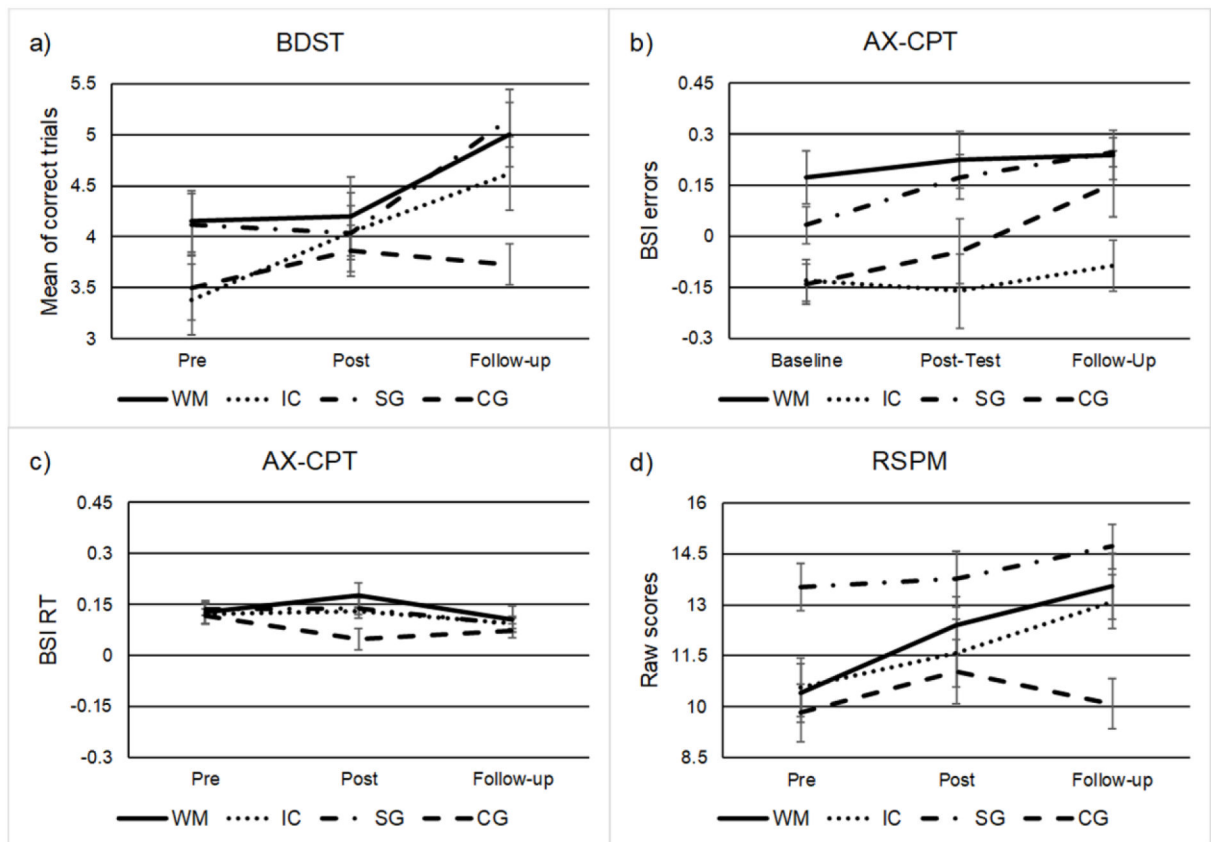 a)
BDST
Mean of correct trials
5.5
5
4.5
4
3.5
3
Pre Post Follow-up
WM IC SG CG
b)
AX-CPT
BSI errors
0.45
0.3
0.15
0
-0.15
-0.3
Baseline Post-Test Follow-Up
WM IC SG CG
c)
AX-CPT
BSI RT
0.45
0.3
0.15
0
-0.15
-0.3
Pre Post Follow-up
WM IC SG CG
d)
RSPM
Raw scores
16
14.5
13
11.5
10
8.5
Pre Post Follow-up
WM IC SG CG